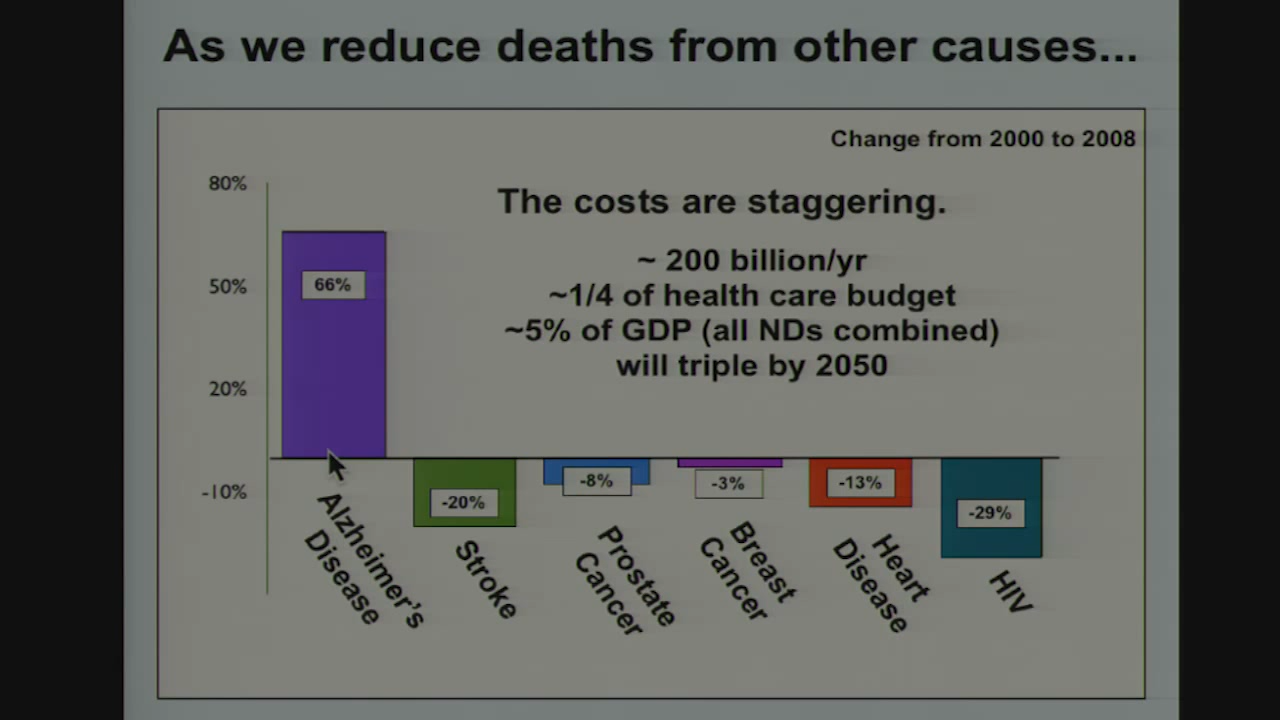 As we reduce deaths from other causes...
Change from 2000 to 2008
80%
The costs are staggering.
~ 200 billion/yr
66%
50%
~1/4 of health care budget
~5% of GDP (all NDs combined)
will triple by 2050
20%
-10%
-20%
-8%
-3%
-13%
-29%
Alzheimer's
Disease
Stroke
Prostate
Cancer
Breast
Cancer
Heart
Disease
HIV